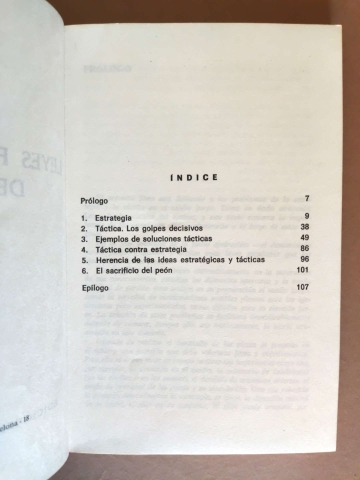 INDICE
Prólogo 7
1. Estrategia 9
2. Táctica. Los golpes decisivos 38
3. Ejemplos de soluciones tácticas 49
4. Táctica contra estrategia 86
5. Herencia de las ideas estratégicas y tácticas 96
6. El sacrificio del peón 101
Epílogo 107